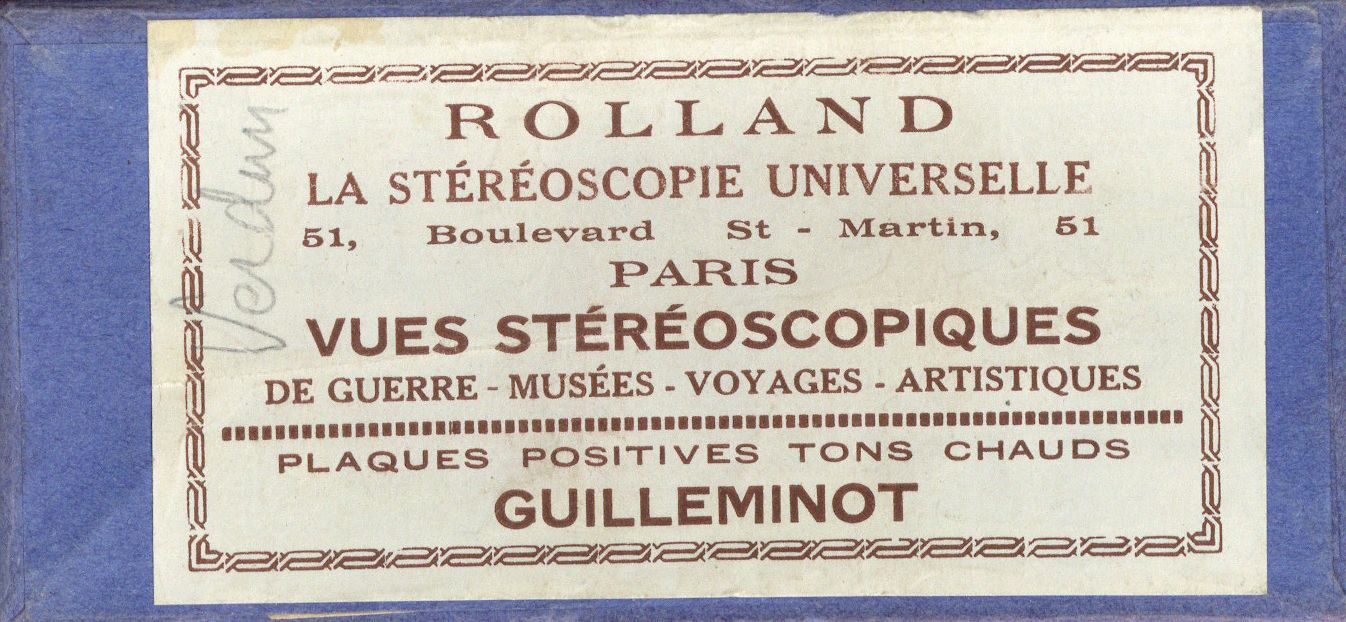 ROLLAND
LA STÉRÉOSCOPIE UNIVERSELLE
51, Boulevard St - Martin, 51
PARIS
VUES STÉRÉOSCOPIQUES
DE GUERRE - MUSÉES - VOYAGES - ARTISTIQUES
PLAQUES POSITIVES TONS CHAUDS
GUILLEMINOT
Verdun